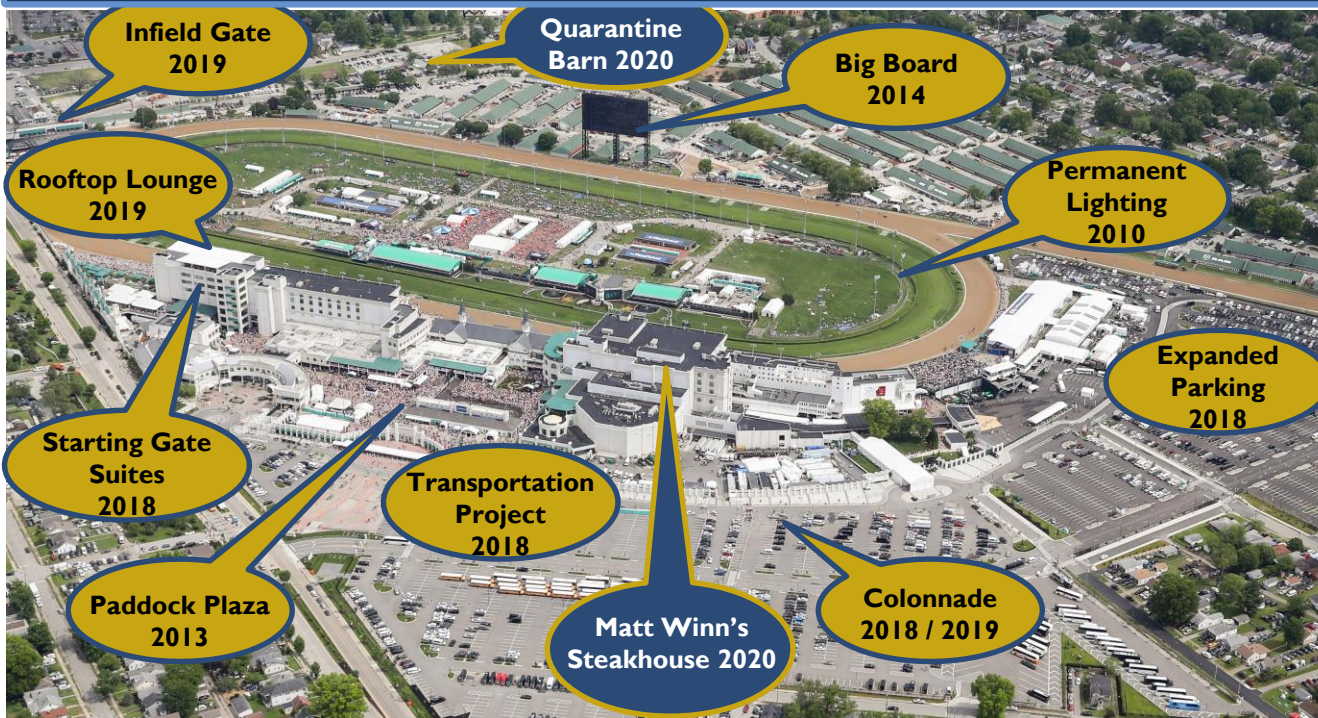 Infield Gate
2019
Quarantine
Barn 2020
Big Board
2014
Rooftop Lounge
2019
Permanent
Lighting
2010
Expanded
Parking
2018
Starting Gate
Suites
2018
Transportation
Project
2018
Paddock Plaza
2013
Matt Winn’s
Steakhouse 2020
Colonnade
2018 / 2019